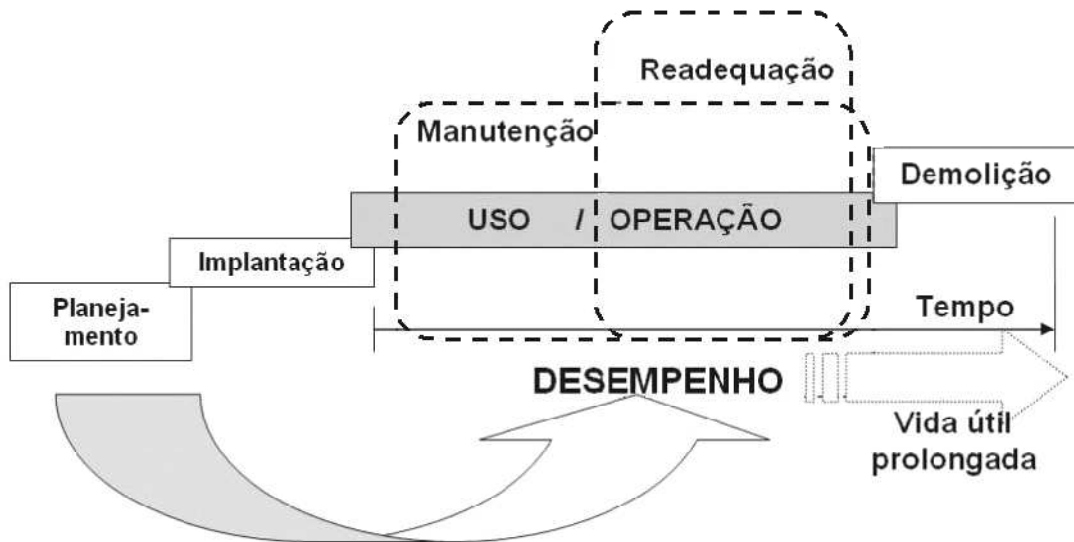 Readequação
Manutenção
Demolição
USO / OPERAÇÃO
Implantação
Planeja-
mento
Tempo
DESEMPENHO
Vida útil
prolongada